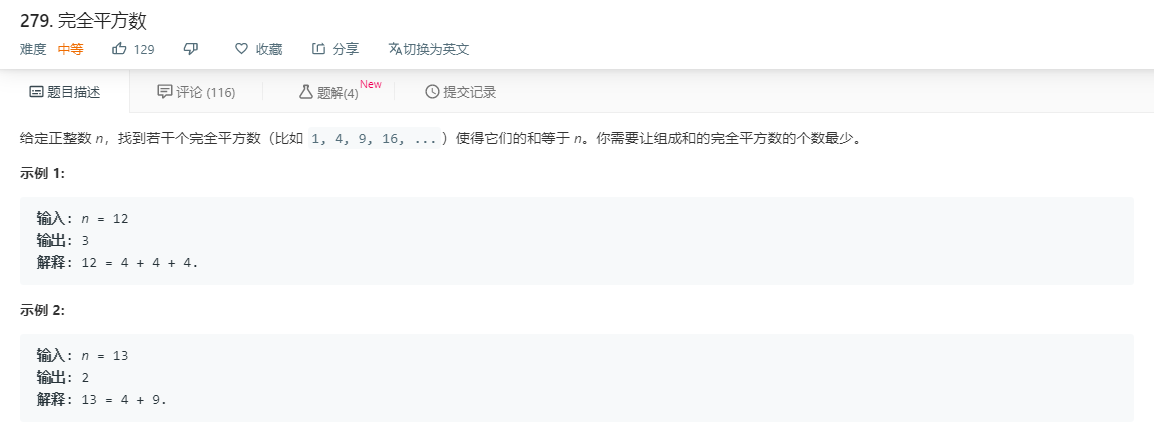 279. 完全平方数
难度 中等 129 收藏 分享 切换为英文
题目描述 评论 (116) 题解(4) New 提交记录
给定正整数 n，找到若干个完全平方数（比如 1, 4, 9, 16, ...）使得它们的和等于 n。你需要让组成和的完全平方数的个数最少。
示例 1:
输入: n = 12
输出: 3
解释: 12 = 4 + 4 + 4.
示例 2:
输入: n = 13
输出: 2
解释: 13 = 4 + 9.